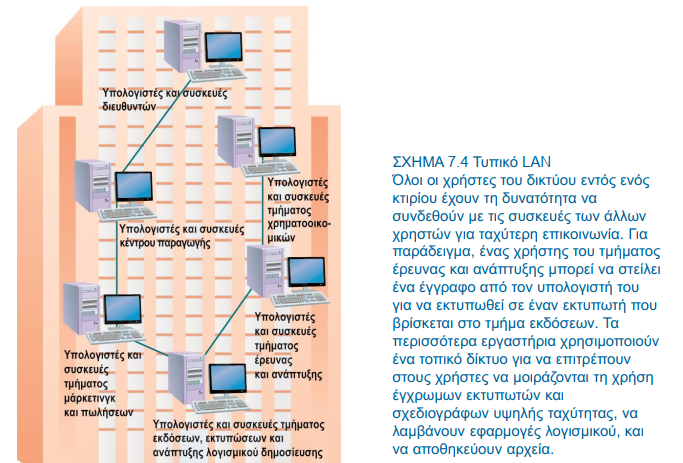 Υπολογιστές και συσκευές
διευθυντών
Υπολογιστές
και συσκευές
τμήματος
χρηματοοικο-
μικών
Υπολογιστές και συσκευές
κέντρου παραγωγής
Υπολογιστές
και συσκευές
τμήματος
έρευνας
και ανάπτυξης
Υπολογιστές και
συσκευές
τμήματος
μάρκετινγκ
και πωλήσεων
Υπολογιστές και συσκευές τμήματος
εκδόσεων, εκτυπώσεων και
ανάπτυξης λογισμικού δημοσίευσης
ΣΧΗΜΑ 7.4 Τυπικό LAN
Όλοι οι χρήστες του δικτύου εντός ενός
κτιρίου έχουν τη δυνατότητα να
συνδεθούν με τις συσκευές των άλλων
χρηστών για ταχύτερη επικοινωνία. Για
παράδειγμα, ένας χρήστης του τμήματος
έρευνας και ανάπτυξης μπορεί να στείλει
ένα έγγραφο από τον υπολογιστή του
για να εκτυπωθεί σε έναν εκτυπωτή που
βρίσκεται στο τμήμα εκδόσεων. Τα
περισσότερα εργαστήρια χρησιμοποιούν
ένα τοπικό δίκτυο για να επιτρέπουν
στους χρήστες να μοιράζονται τη χρήση
έγχρωμων εκτυπωτών και
σχεδιογράφων υψηλής ταχύτητας, να
λαμβάνουν εφαρμογές λογισμικού, και
να αποθηκεύουν αρχεία.